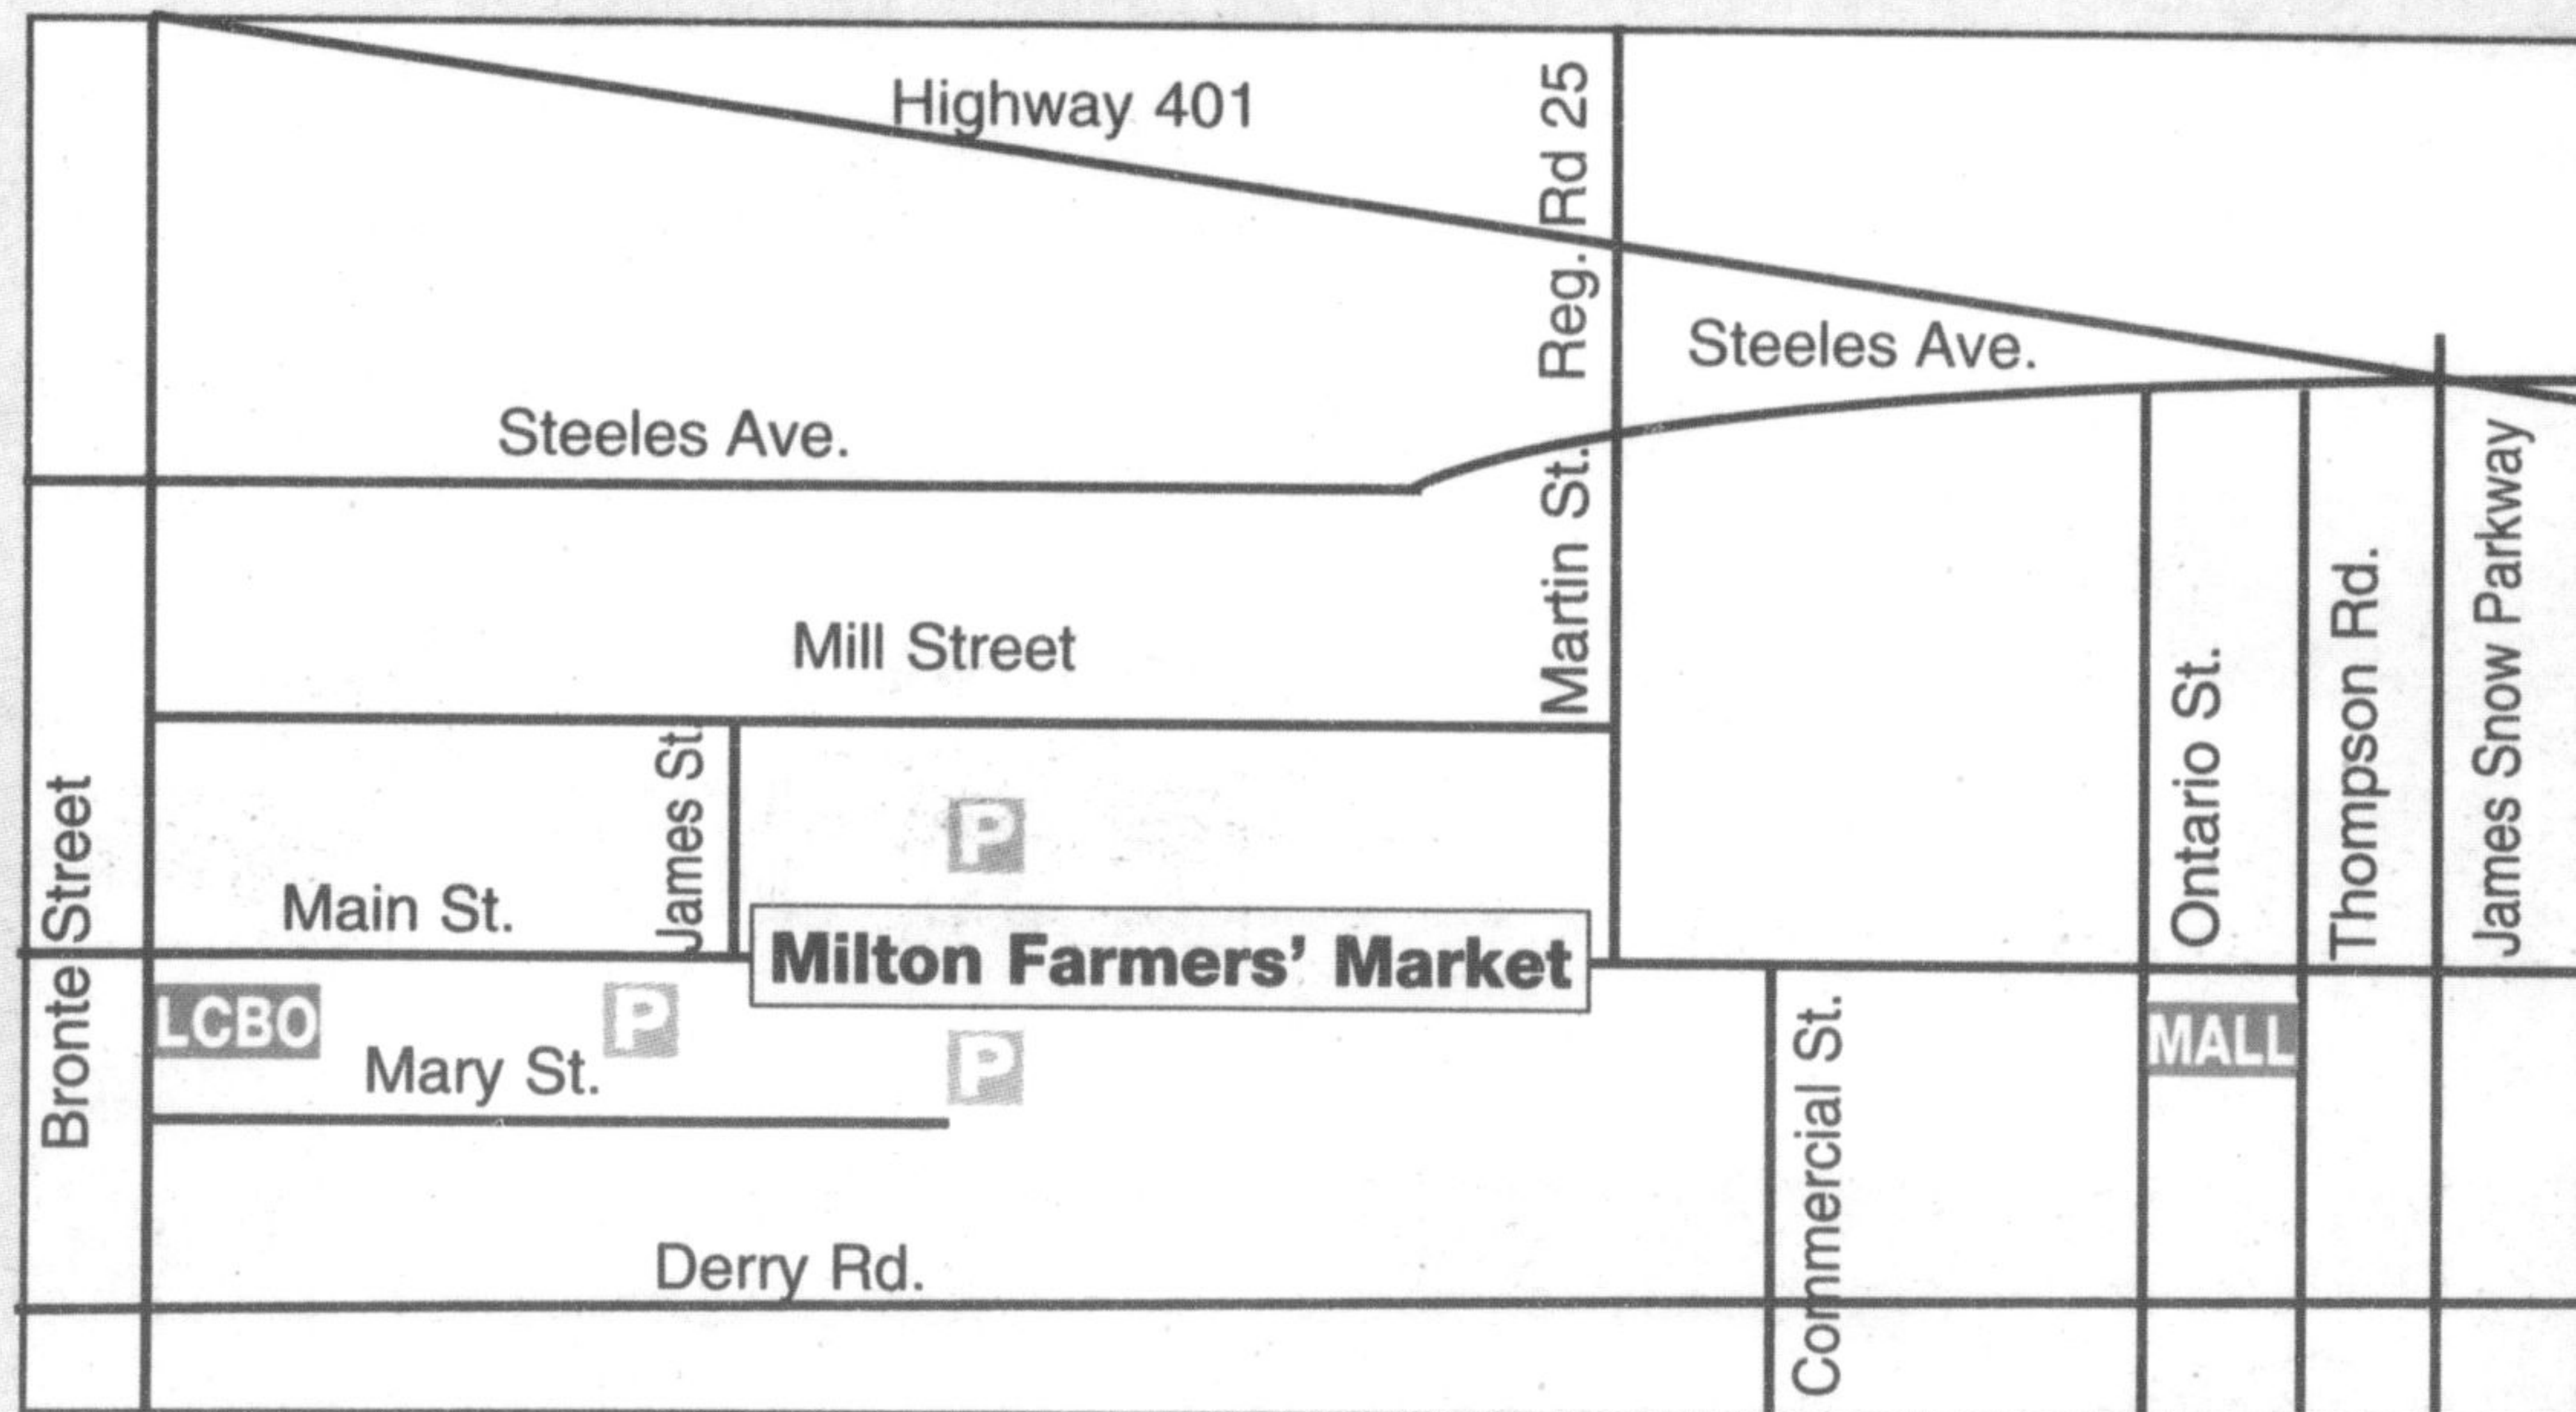 Highway 401
Reg. Rd 25
Steeles Ave.
Steeles Ave.
Martin St.
Mill Street
James St.
P
Main St.
Milton Farmers’ Market
Bronte Street
LCBO
P
Mary St.
P
Derry Rd.
Commercial St.
Ontario St.
MALL
Thompson Rd.
James Snow Parkway